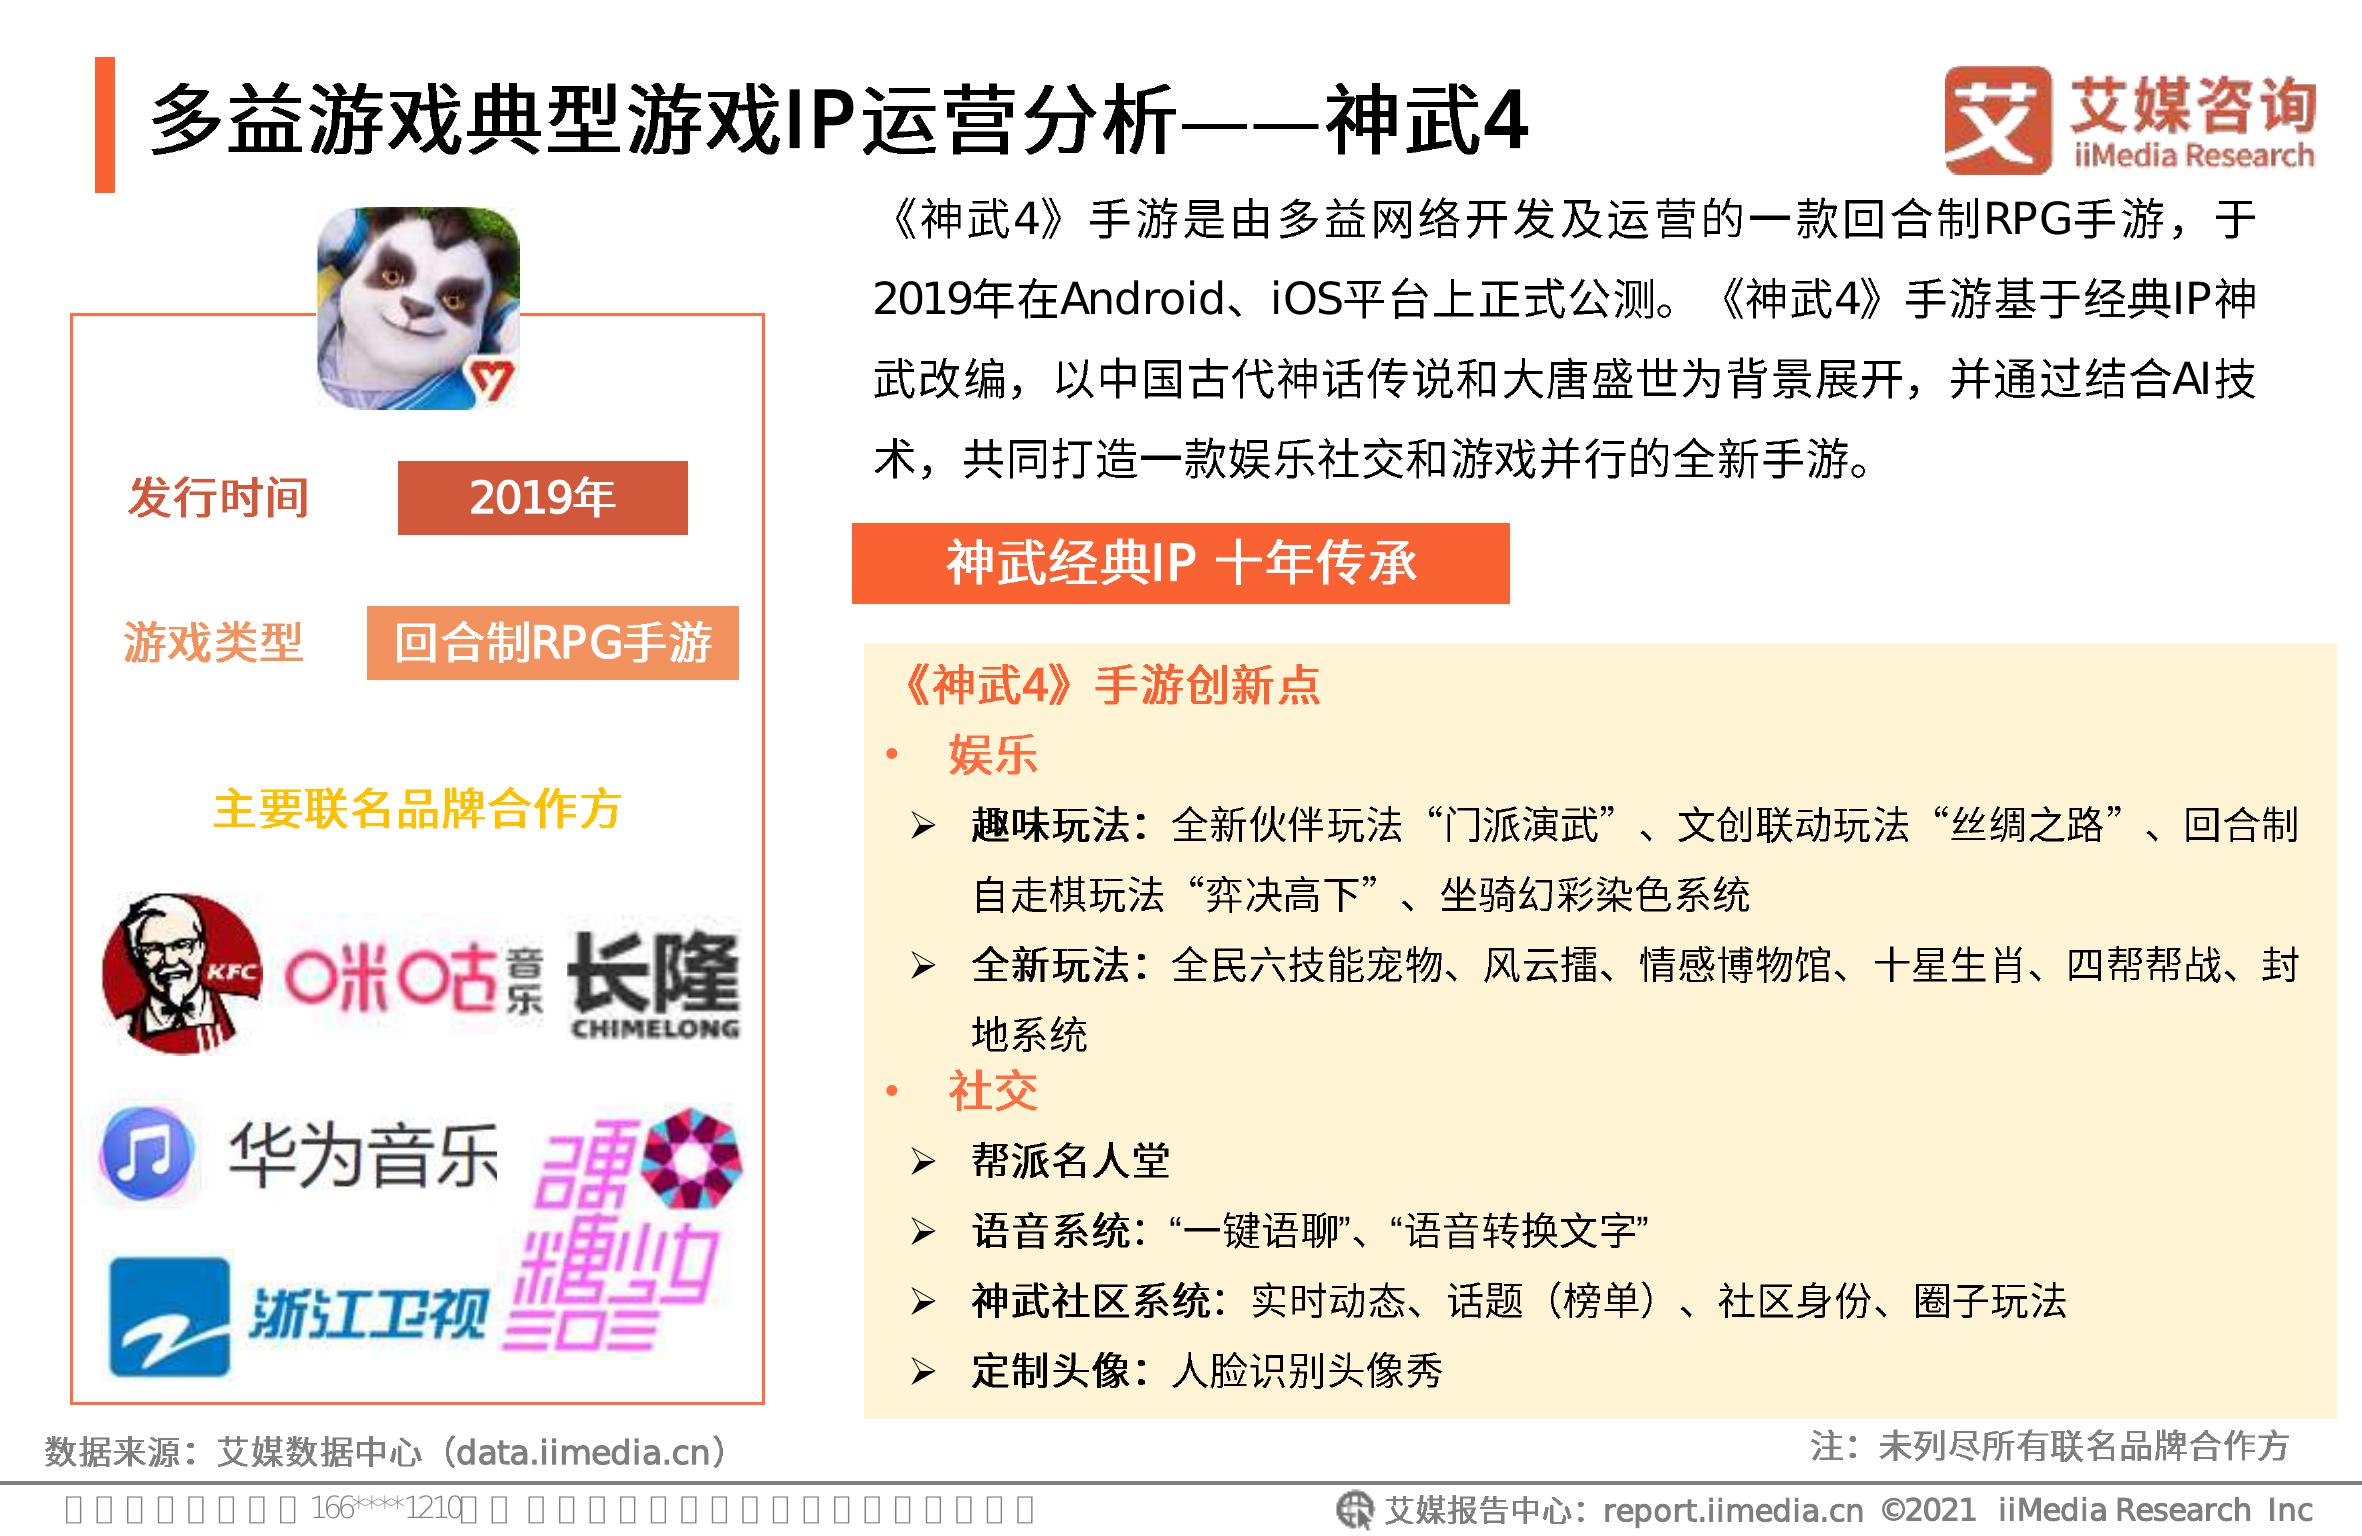 多益游戏典型游戏IP运营分析——神武4
艾 艾媒咨询
iiMedia Research
《神武4》手游是由多益网络开发及运营的一款回合制RPG手游，于
2019年在Android、iOS平台上正式公测。《神武4》手游基于经典IP神
武改编，以中国古代神话传说和大唐盛世为背景展开，并通过结合AI技
术，共同打造一款娱乐社交和游戏并行的全新手游。
发行时间 2019年
游戏类型 回合制RPG手游
主要联名品牌合作方
KFC
咪咕音乐
长隆
CHIMELONG
华为音乐
浙江卫视
神武经典IP 十年传承
《神武4》手游创新点
• 娱乐
➢ 趣味玩法：全新伙伴玩法“门派演武”、文创联动玩法“丝绸之路”、回合制
自走棋玩法“弈决高下”、坐骑幻彩染色系统
➢ 全新玩法：全民六技能宠物、风云擂、情感博物馆、十星生肖、四帮帮战、封
地系统
• 社交
➢ 帮派名人堂
➢ 语音系统：“一键语聊”、“语音转换文字”
➢ 神武社区系统：实时动态、话题（榜单）、社区身份、圈子玩法
➢ 定制头像：人脸识别头像秀
数据来源：艾媒数据中心（data.iimedia.cn）
注：未列尽所有联名品牌合作方
166****1210
艾媒报告中心：report.iimedia.cn ©2021 iiMedia Research Inc